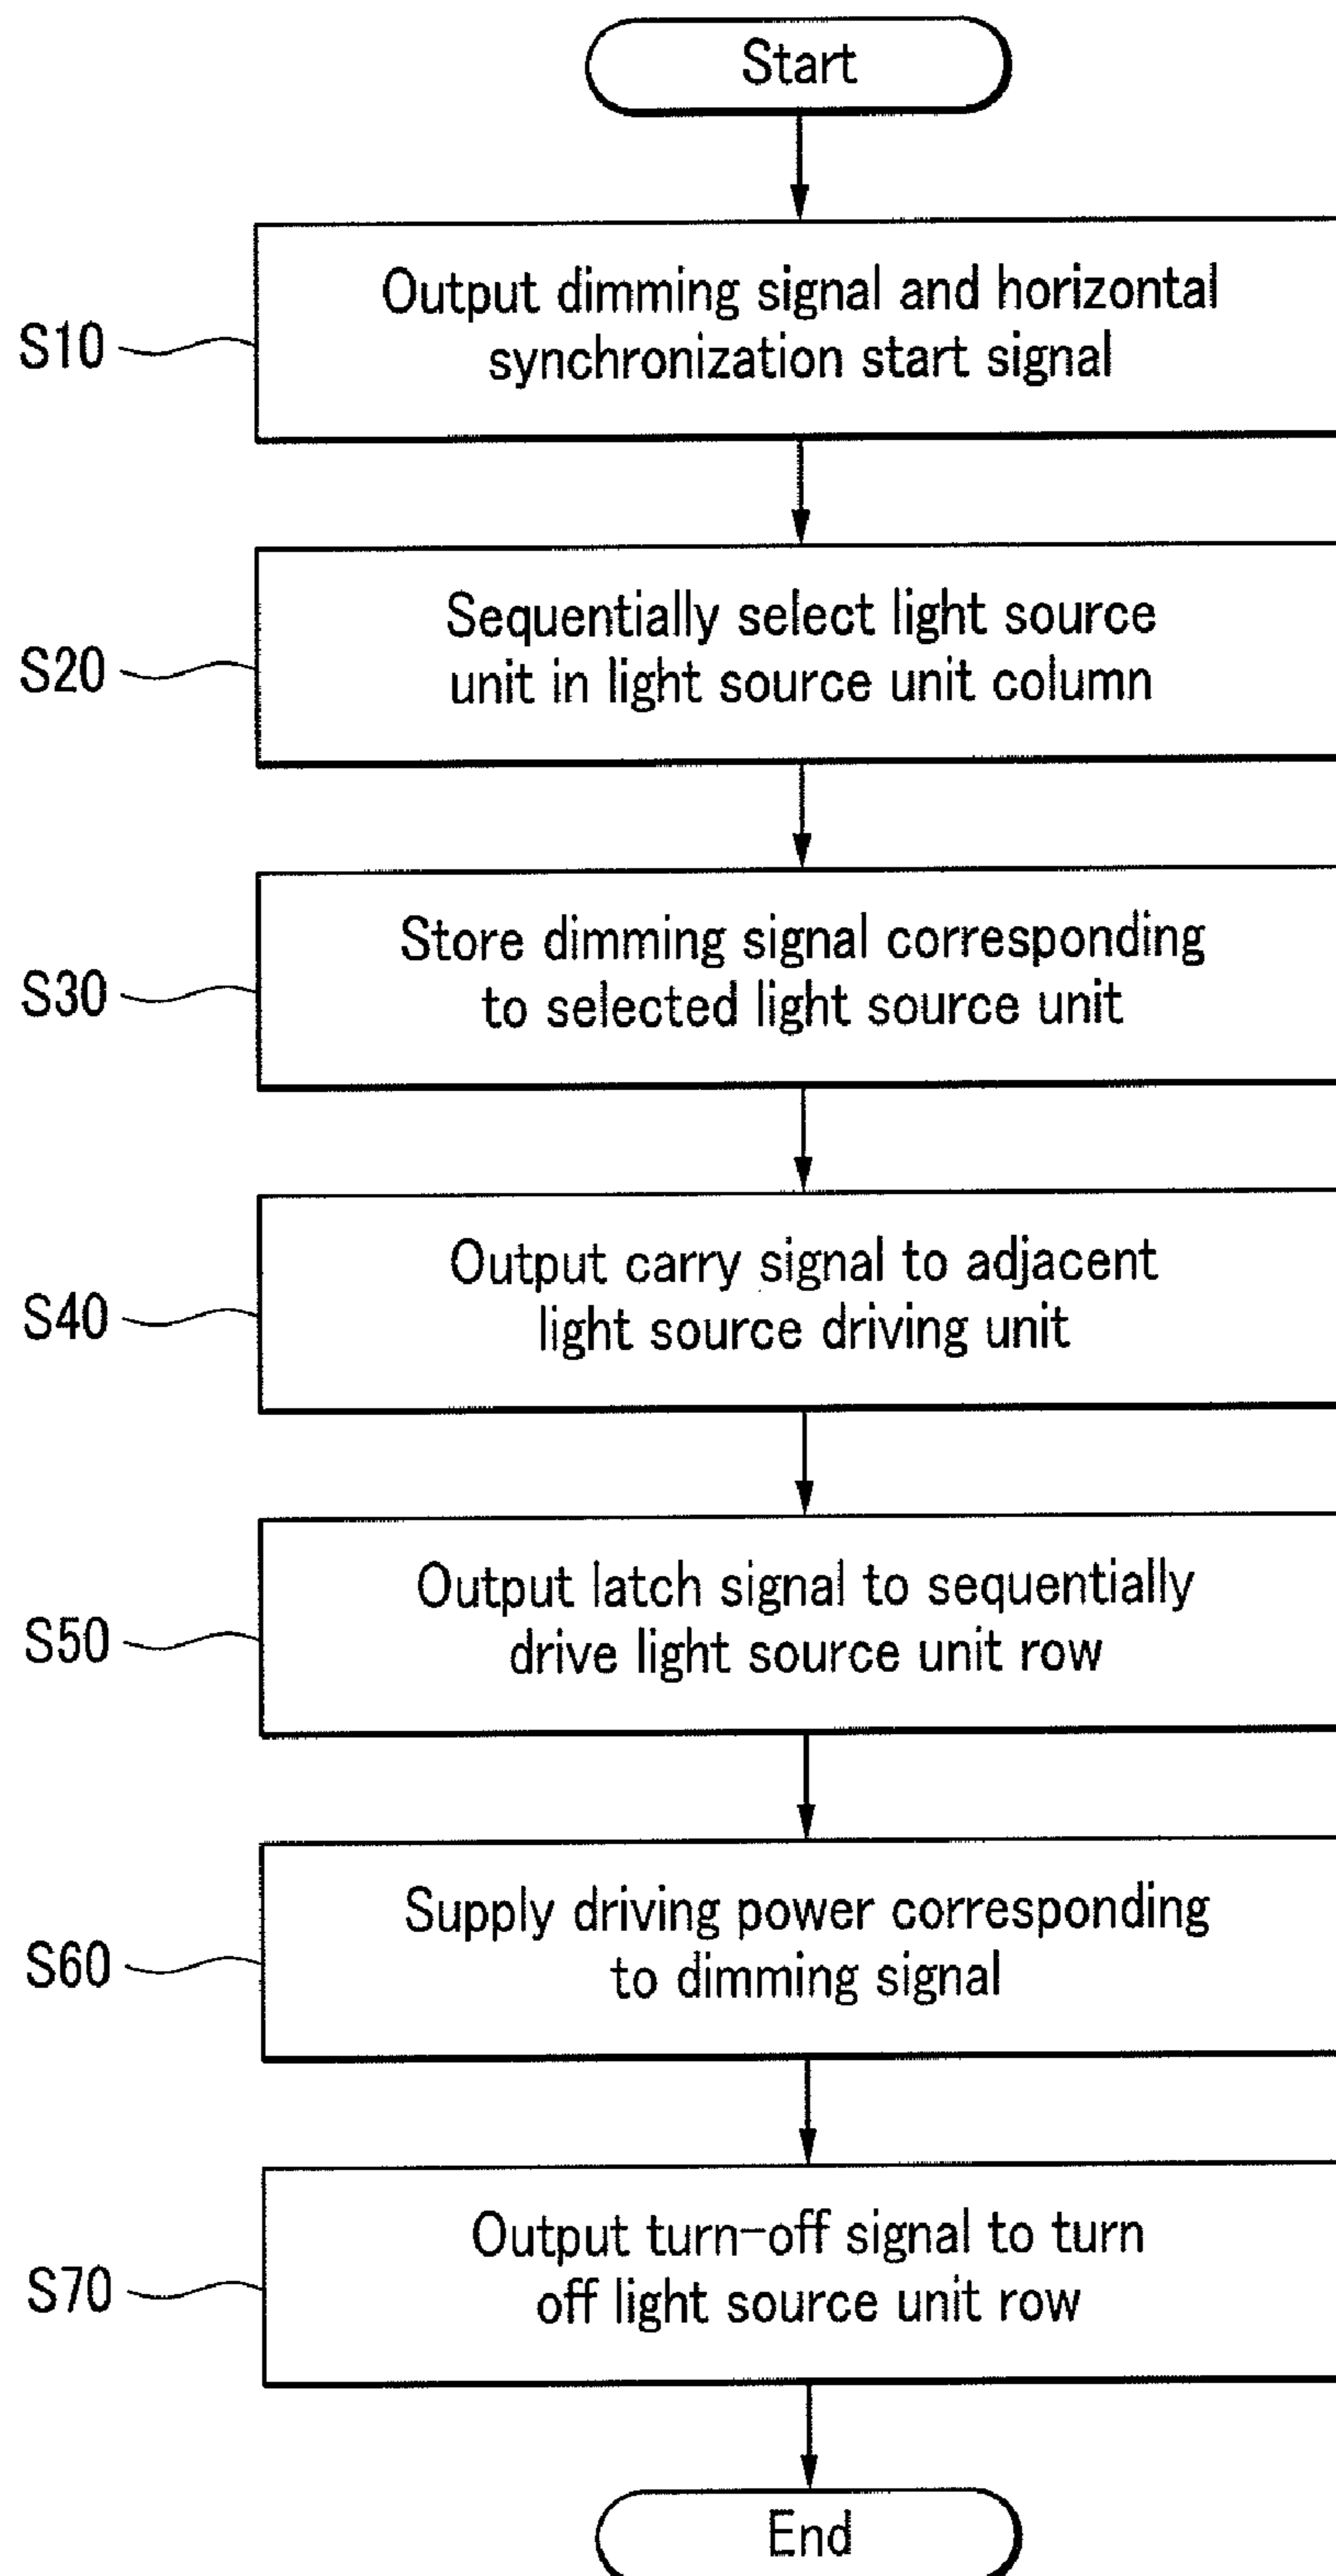 Start
S10
Output dimming signal and horizontal
synchronization start signal
S20
Sequentially select light source
unit in light source unit column
S30
Store dimming signal corresponding
to selected light source unit
S40
Output carry signal to adjacent
light source driving unit
S50
Output latch signal to sequentially
drive light source unit row
S60
Supply driving power corresponding
to dimming signal
S70
Output turn-off signal to turn
off light source unit row
End